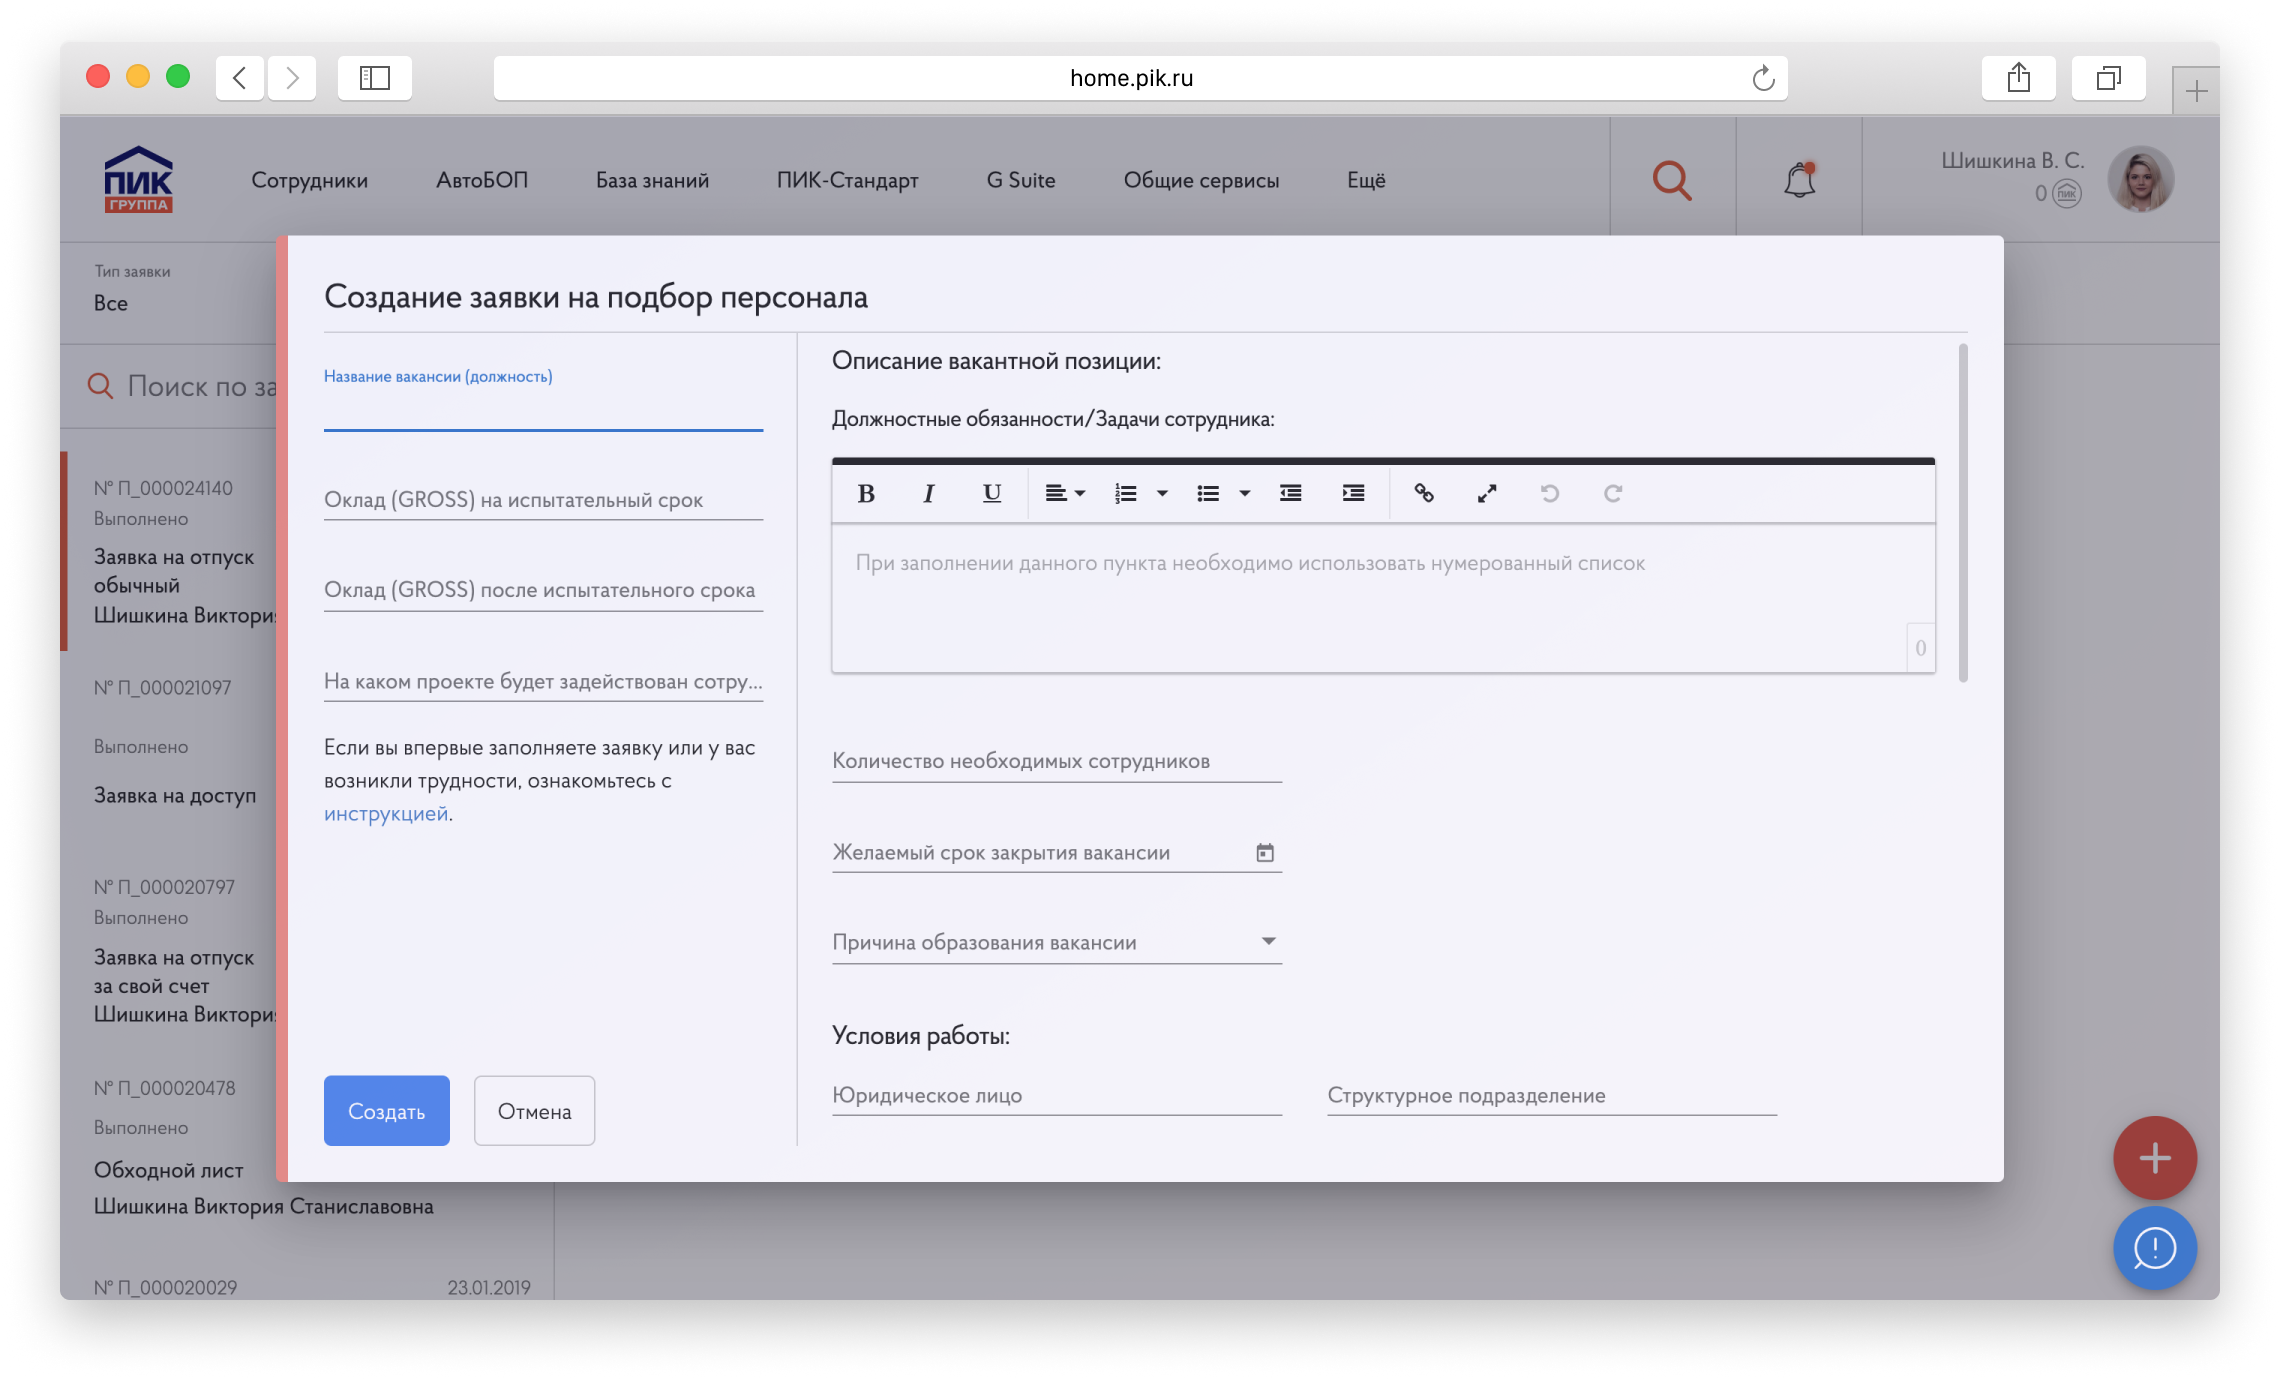 home.pik.ru
ПИК
ГРУППА
Сотрудники
АвтоБОП
База знаний
ПИК-Стандарт
G Suite
Общие сервисы
Ещё
Шишкина В. С.
0
Тип заявки
Все
Поиск по за
№ П_000024140
Выполнено
Заявка на отпуск
обычный
Шишкина Виктория
№ П_000021097
Выполнено
Заявка на доступ
№ П_000020797
Выполнено
Заявка на отпуск
за свой счет
Шишкина Виктория
№ П_000020478
Выполнено
Обходной лист
Шишкина Виктория Станиславовна
№ П_000020029 23.01.2019
Создание заявки на подбор персонала
Название вакансии (должность)
Оклад (GROSS) на испытательный срок
Оклад (GROSS) после испытательного срока
На каком проекте будет задействован сотру...
Если вы впервые заполняете заявку или у вас
возникли трудности, ознакомьтесь с
инструкцией.
Создать
Отмена
Описание вакантной позиции:
Должностные обязанности/Задачи сотрудника:
B I U
При заполнении данного пункта необходимо использовать нумерованный список
0
Количество необходимых сотрудников
Желаемый срок закрытия вакансии
Причина образования вакансии
Условия работы:
Юридическое лицо
Структурное подразделение